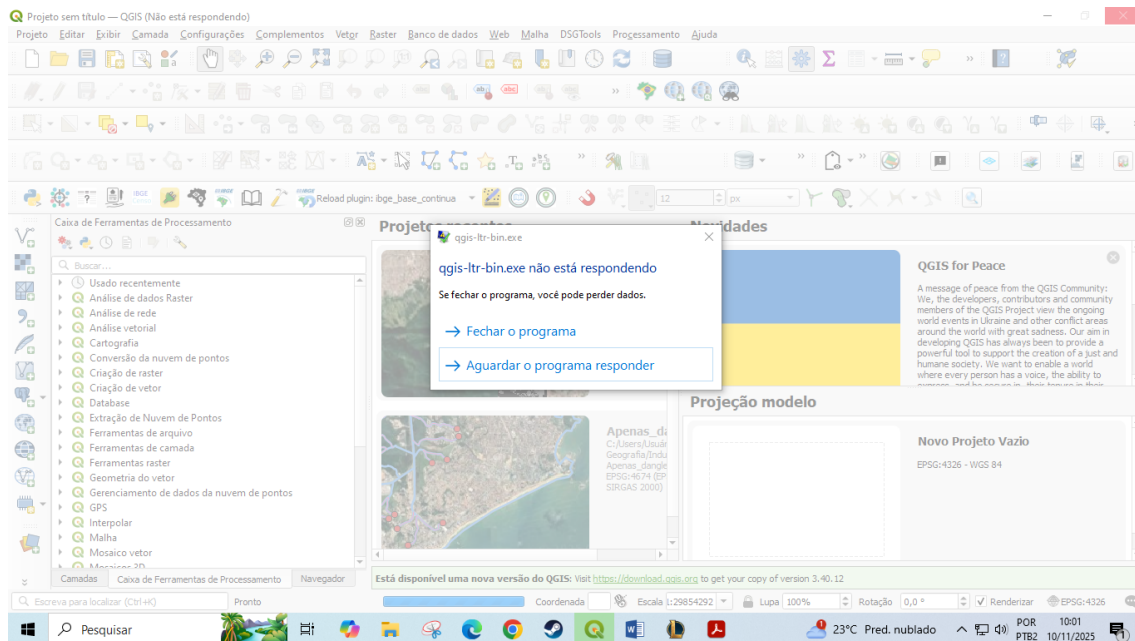 Projeto sem título — QGIS (Não está respondendo)
Projeto Editar Exibir Camada Configurações Complementos Vetor Raster Banco de dados Web Malha DSGTools Processamento Ajuda
abc
abc
12
px
IBGE
Reload plugin: ibge_base_continua
Caixa de Ferramentas de Processamento
Buscar...
Usado recentemente
Análise de dados Raster
Análise de rede
Análise vetorial
Cartografia
Conversão da nuvem de pontos
Criação de raster
Criação de vetor
Database
Extração de Nuvem de Pontos
Ferramentas de arquivo
Ferramentas de camada
Ferramentas raster
Geometria do vetor
Gerenciamento de dados da nuvem de pontos
GPS
Interpolar
Malha
Mosaico vetor
Camadas Caixa de Ferramentas de Processamento Navegador
qgis-ltr-bin.exe
qgis-ltr-bin.exe não está respondendo
Se fechar o programa, você pode perder dados.
Fechar o programa
Aguardar o programa responder
Apenas_da
C:/Users/Usuár
Geografia/Indu
Apenas_dangle
EPSG:4674 (EP
SIRGAS 2000)
QGIS for Peace
A message of peace from the QGIS Community:
We, the developers, contributors and community
members of the QGIS Project view the ongoing
world events in Ukraine and other conflict areas
around the world with great sadness. Our aim in
developing QGIS has always been to provide a
powerful tool to support the creation of a just and
humane society. We want to enable a world
where every person has a voice, the ability to
Projeção modelo
Novo Projeto Vazio
EPSG:4326 - WGS 84
Está disponível uma nova versão do QGIS: Visit https://download.qgis.org to get your copy of version 3.40.12
Escreva para localizar (Ctrl+K) Pronto Coordenada Escala 1:29854292 Lupa 100% Rotação 0,0 ° Renderizar EPSG:4326
Pesquisar
23°C Pred. nublado
POR
PTB2
10:01
10/11/2025